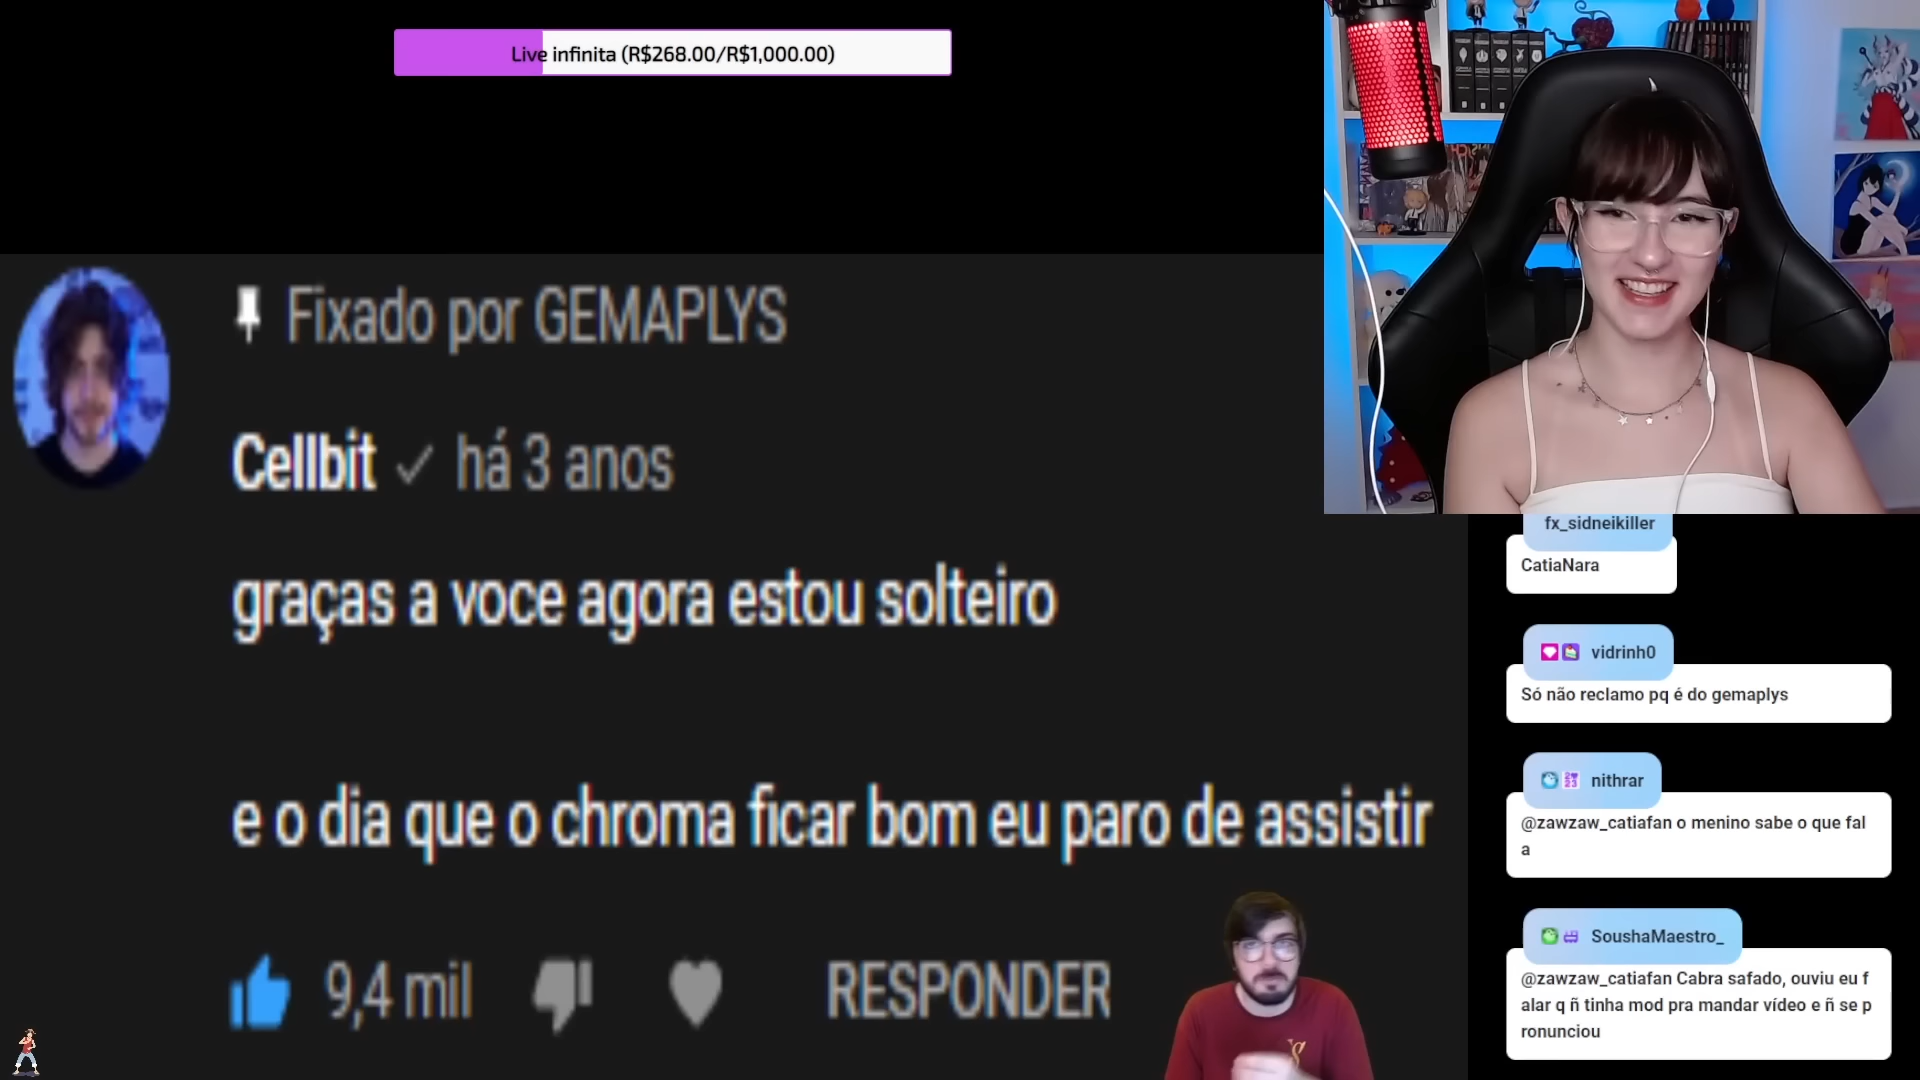 Live infinita (R$268.00/R$1,000.00)
Fixado por GEMAPLYS
Cellbit ✓ há 3 anos
graças a voce agora estou solteiro
e o dia que o chroma ficar bom eu paro de assistir
9,4 mil
RESPONDER
fx_sidneikiller
CatiaNara
vidrinh0
Só não reclamo pq é do gemaplys
nithrar
@zawzaw_catiafan o menino sabe o que fal
a
SoushaMaestro_
@zawzaw_catiafan Cabra safado, ouviu eu f
alar q ñ tinha mod pra mandar vídeo e ñ se p
ronunciou